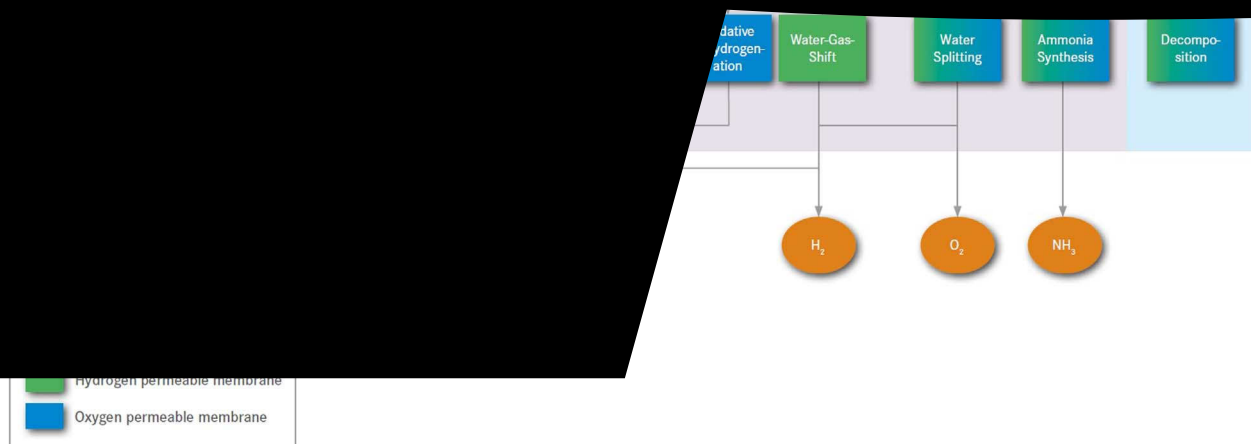 Water-Gas-
Shift
Water
Splitting
Ammonia
Synthesis
Decompo-
sition
H₂
O₂
NH₃
Hydrogen permeable membrane
Oxygen permeable membrane